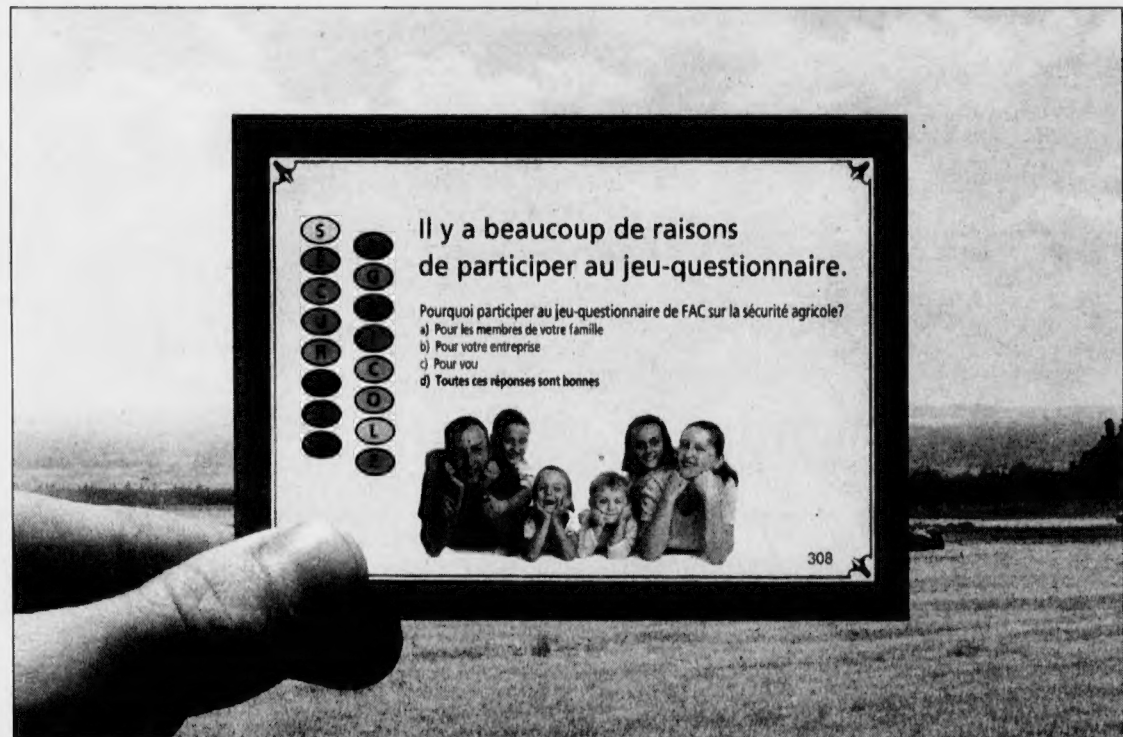 S
C
U
R
G
I
C
O
L
E
Il y a beaucoup de raisons
de participer au jeu-questionnaire.
Pourquoi participer au jeu-questionnaire de FAC sur la sécurité agricole?
a) Pour les membres de votre famille
b) Pour votre entreprise
c) Pour vou
d) Toutes ces réponses sont bonnes
308